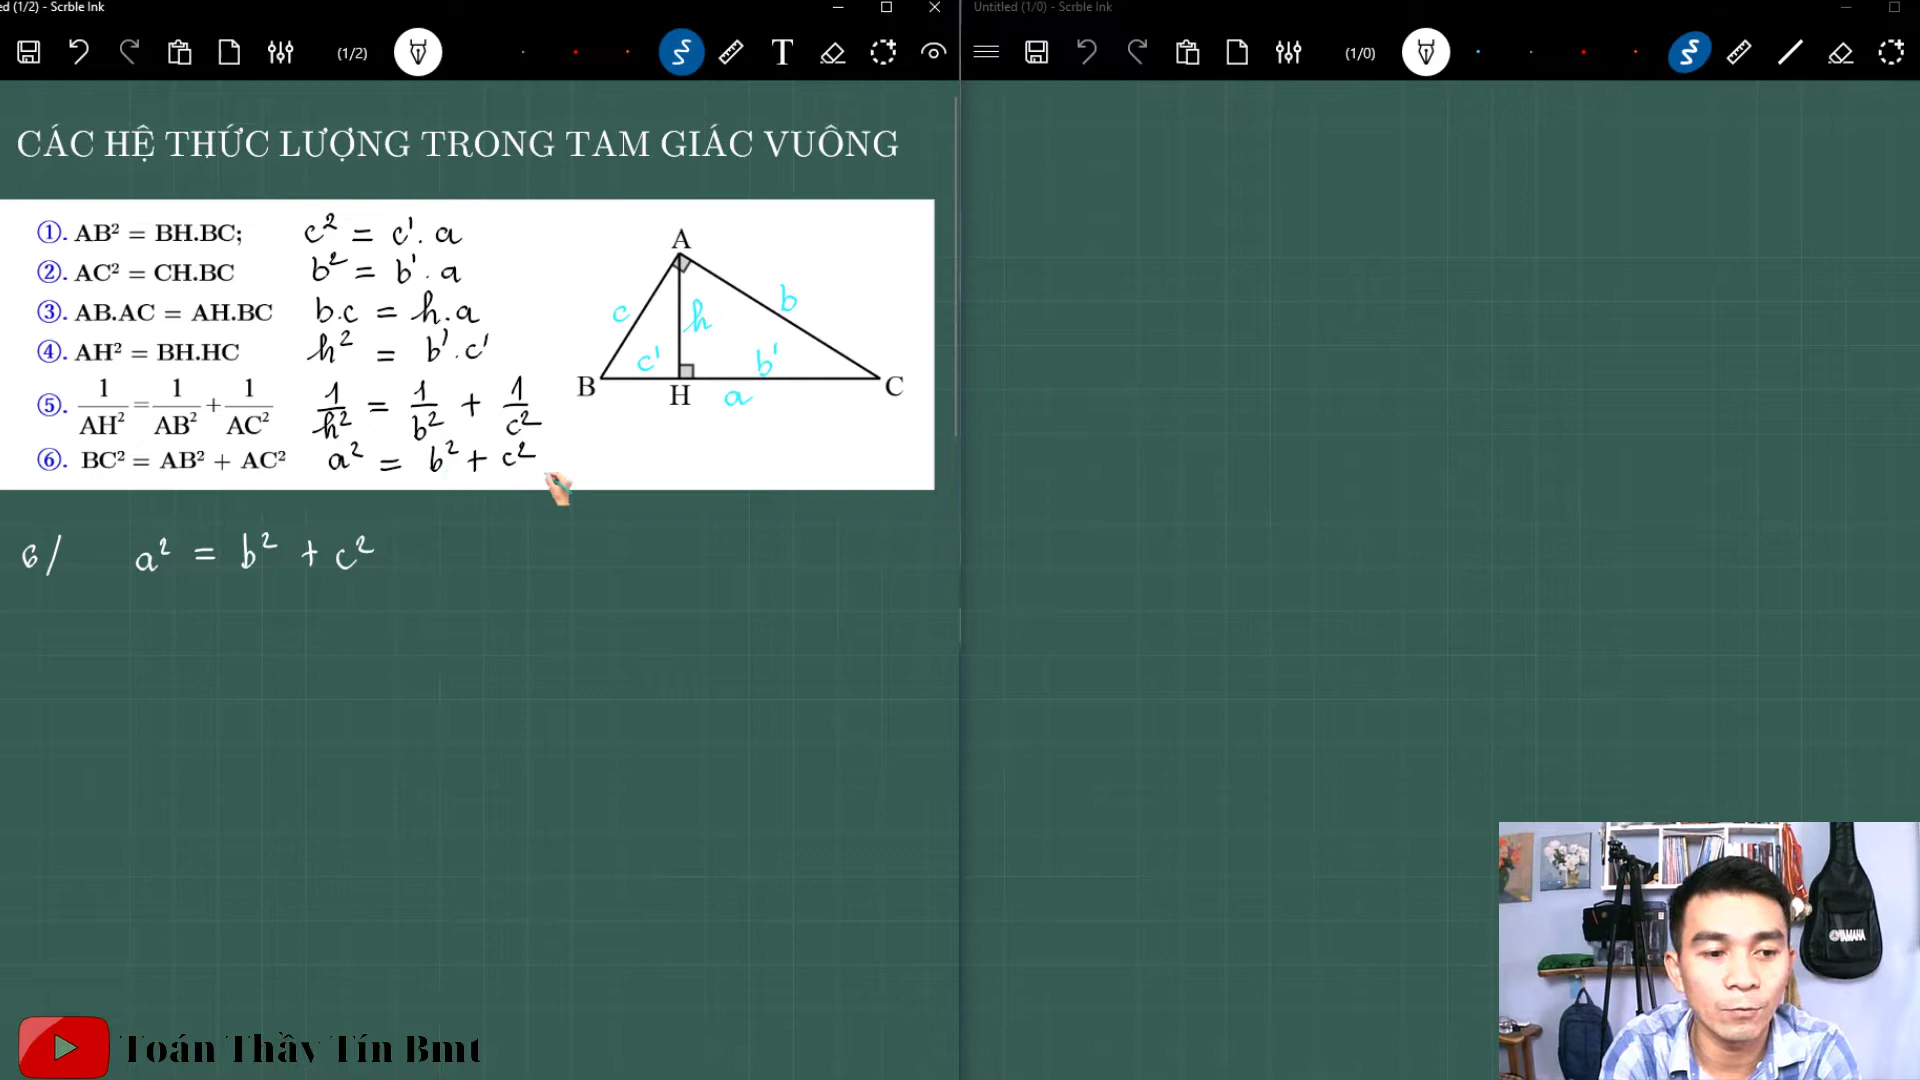 ed (1/2) - Scrble Ink
Untitled (1/0) - Scrble Ink
(1/2)
T
(1/0)
CÁC HỆ THỨC LƯỢNG TRONG TAM GIÁC VUÔNG
①. AB² = BH.BC; c² = c'. a
②. AC² = CH.BC b² = b'. a
③. AB.AC = AH.BC b.c = h.a
④. AH² = BH.HC h² = b'.c'
⑤. 1/AH² = 1/AB² + 1/AC² 1/h² = 1/b² + 1/c²
⑥. BC² = AB² + AC² a² = b² + c²
A
c h b
c' b'
B H a C
6/ a² = b² + c²
YAMAHA
Toán Thầy Tín Bmt